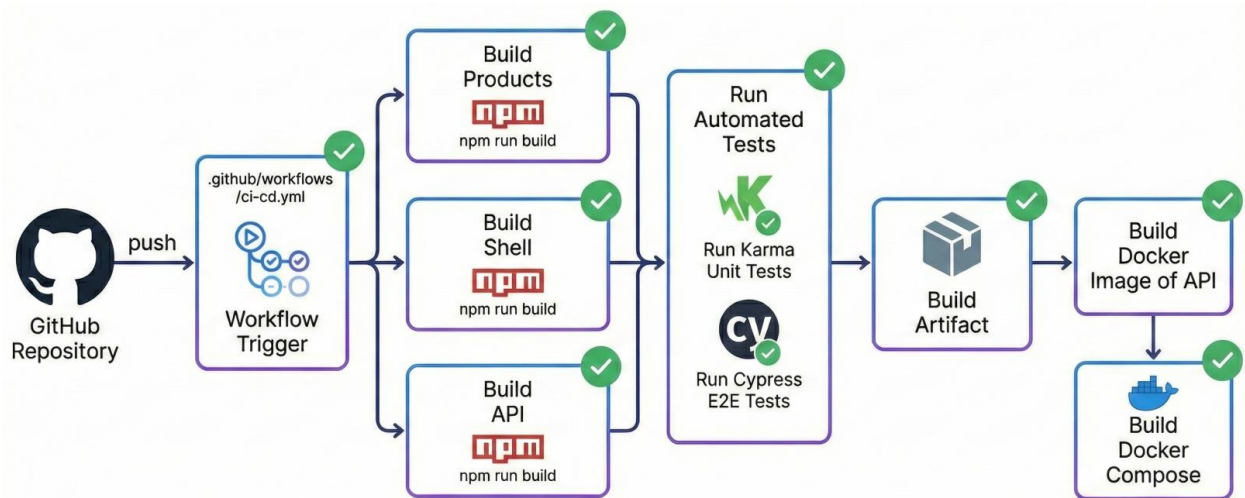 GitHub
Repository
push
.github/workflows
/ci-cd.yml
Workflow
Trigger
Build
Products
npm
npm run build
Build
Shell
npm
npm run build
Build
API
npm
npm run build
Run
Automated
Tests
K
Run Karma
Unit Tests
cy
Run Cypress
E2E Tests
Build
Artifact
Build
Docker
Image of API
Build
Docker
Compose